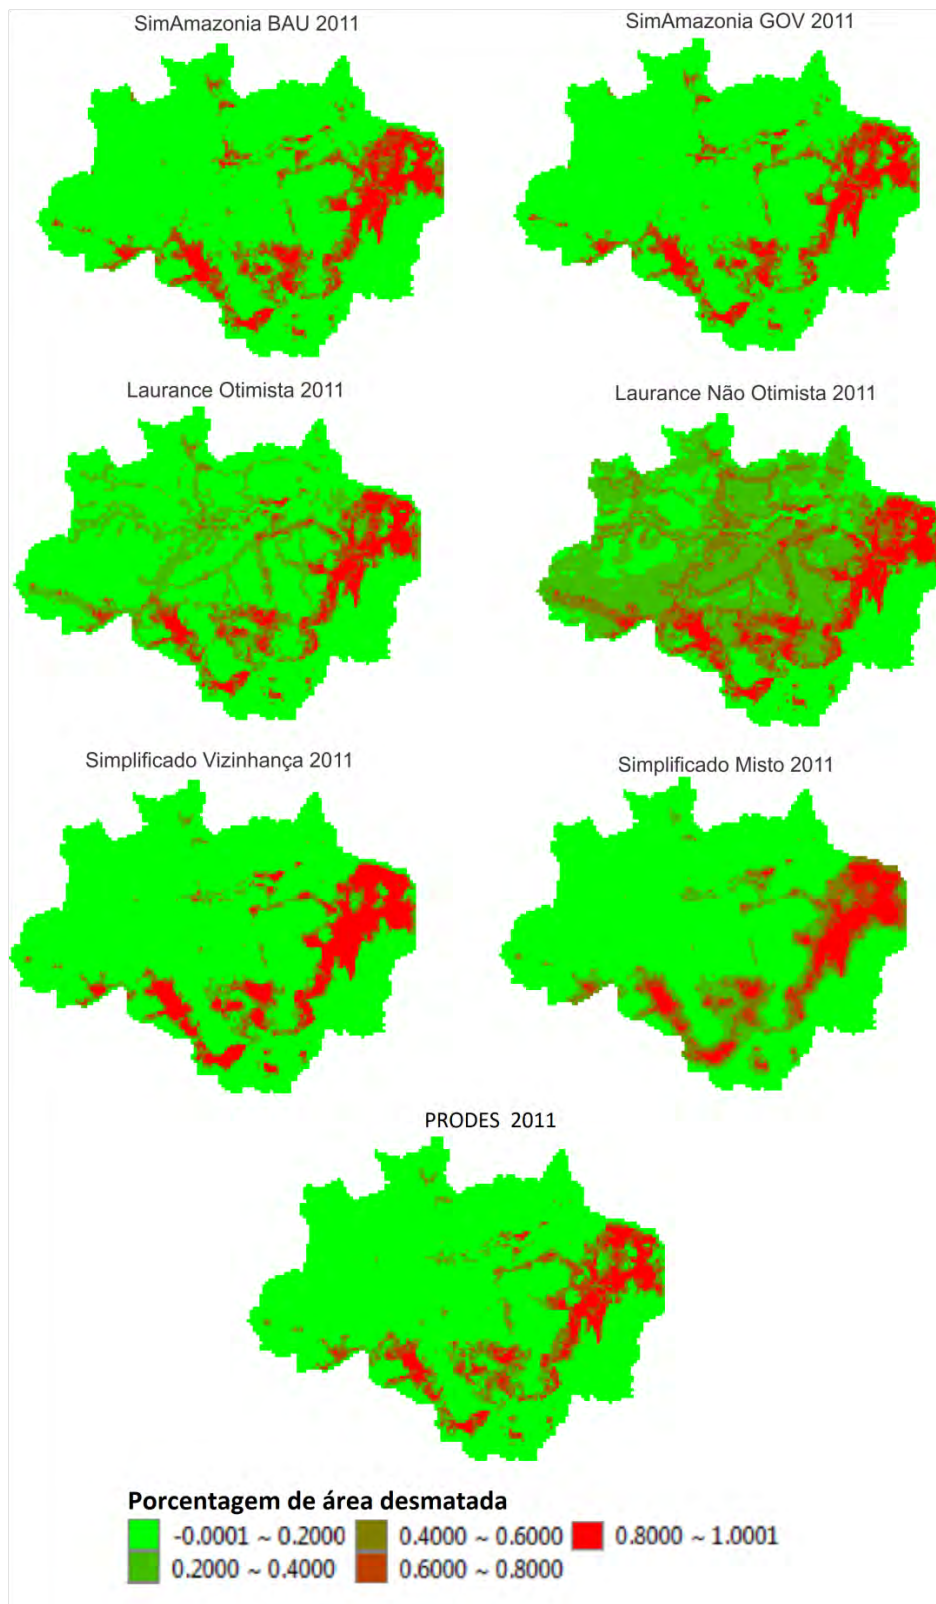 SimAmazonia BAU 2011
SimAmazonia GOV 2011
Laurance Otimista 2011
Laurance Não Otimista 2011
Simplificado Vizinhança 2011
Simplificado Misto 2011
PRODES 2011
Porcentagem de área desmatada
-0.0001 ~ 0.2000
0.4000 ~ 0.6000
0.8000 ~ 1.0001
0.2000 ~ 0.4000
0.6000 ~ 0.8000